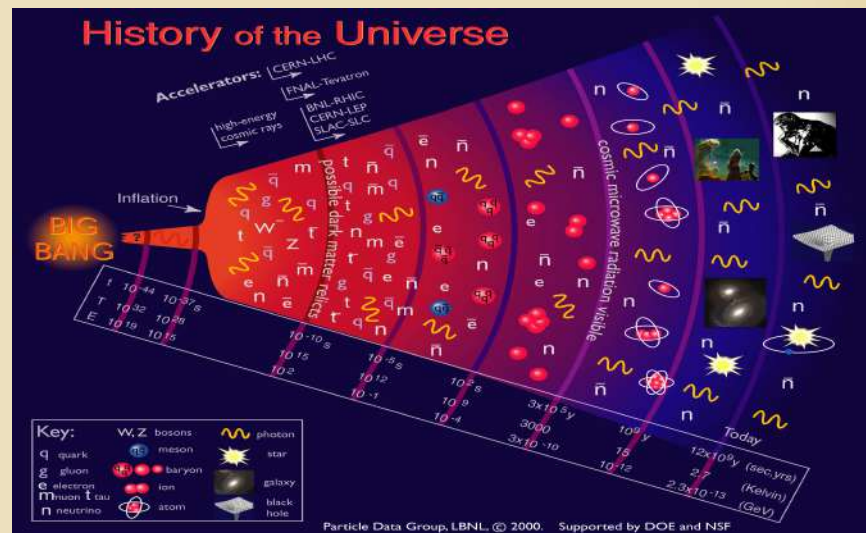 History of the Universe
Accelerators:
CERN-LHC
FNAL-Tevatron
BNL-RHIC
CERN-LEP
SLAC-SLC
high-energy
cosmic rays
Inflation
BIG
BANG
?
possible dark matter relicts
cosmic microwave radiation visible
t 10-44 10-37s 10-10s 10-5s 102s 3x105y 109y 12x109y (sec,yrs)
T 1032 1028 1015 1012 109 3000 15 2.7 (Kelvin)
E 1019 1015 102 10-1 10-4 3x10-10 10-12 2.3x10-13 (GeV)
Today
Key:
W, Z bosons
photon
q quark
meson
star
g gluon
baryon
e electron
ion
galaxy
m muon t tau
n neutrino
atom
black
hole
Particle Data Group, LBNL, © 2000. Supported by DOE and NSF